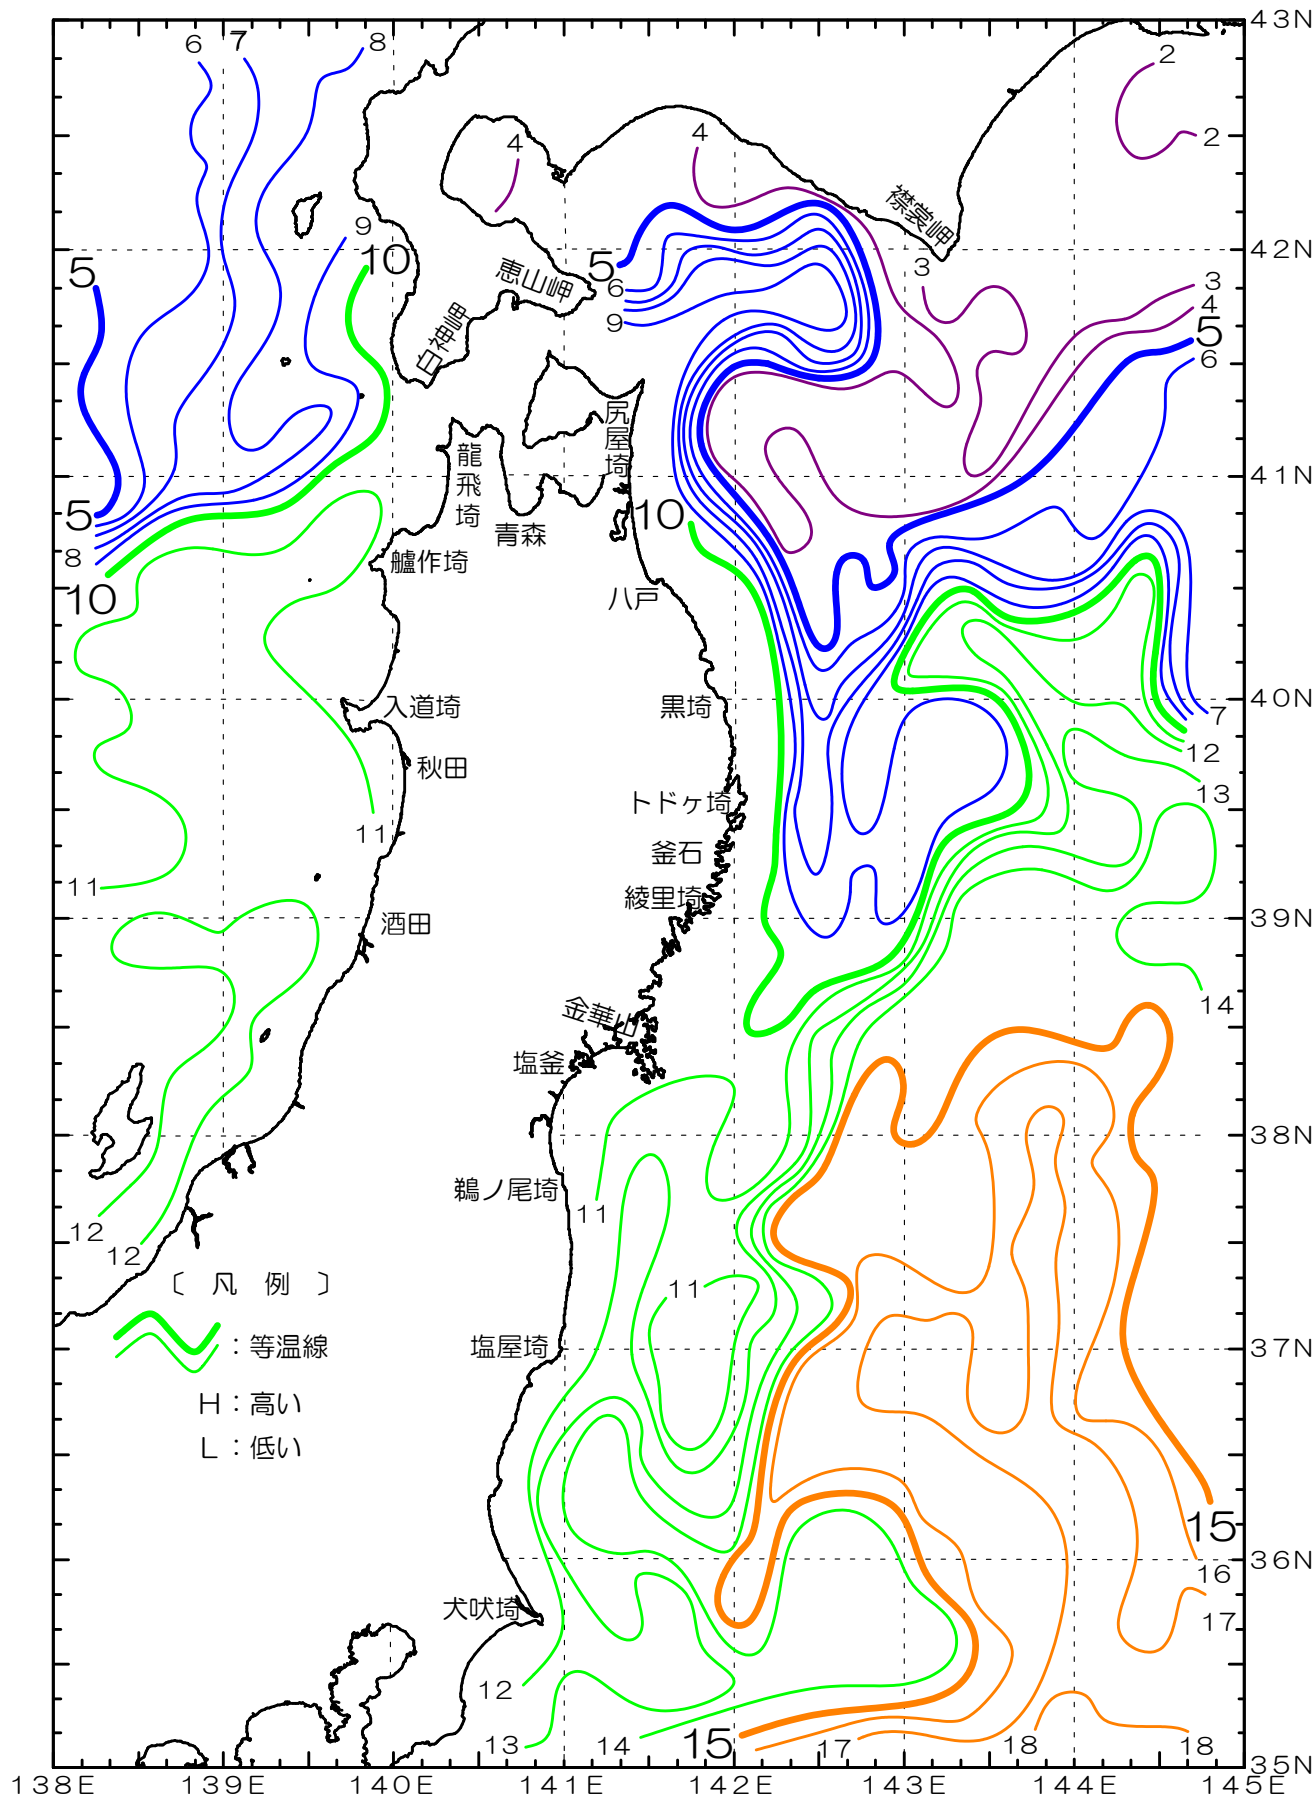 43N
6 7 8
2
4
4
2
襟裳岬
9
42N
10
5
恵山岬
5
6
3
3
4
5
9
白神岬
6
尻屋埼
龍飛埼
41N
5
10
青森
8
艫作埼
10
八戸
入道埼
黒埼
40N
7
12
秋田
13
トドヶ埼
11
釜石
11
綾里埼
酒田
39N
14
金華山
塩釜
38N
鵜ノ尾埼
11
12
12
〔 凡 例 〕
11
:等温線
塩屋埼
37N
H:高い
L:低い
15
36N
16
犬吠埼
17
12
13 14 15 17 18 18
35N
138E 139E 140E 141E 142E 143E 144E 145E